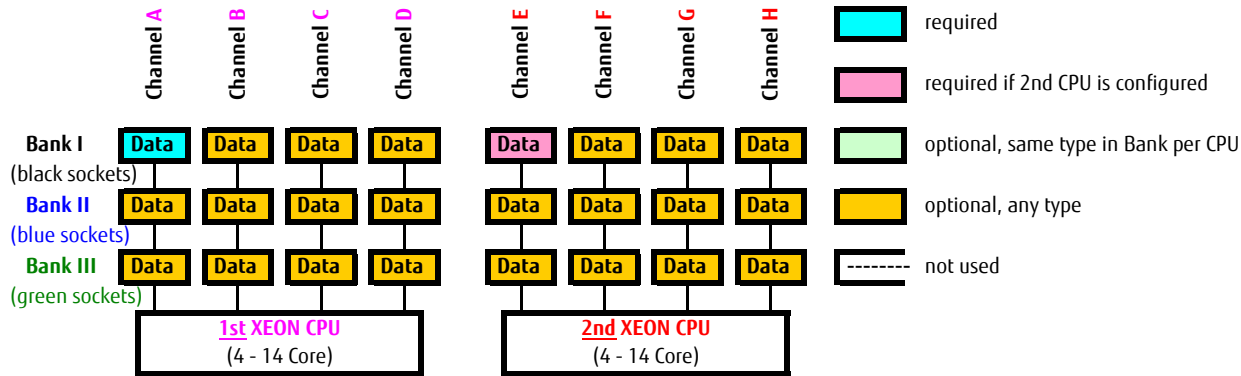 Channel A
Channel B
Channel C
Channel D
Channel E
Channel F
Channel G
Channel H
required
required if 2nd CPU is configured
Bank I
(black sockets)
Data Data Data Data Data Data Data Data
optional, same type in Bank per CPU
Bank II
(blue sockets)
Data Data Data Data Data Data Data Data
optional, any type
Bank III
(green sockets)
Data Data Data Data Data Data Data Data
not used
1st XEON CPU
(4 - 14 Core)
2nd XEON CPU
(4 - 14 Core)